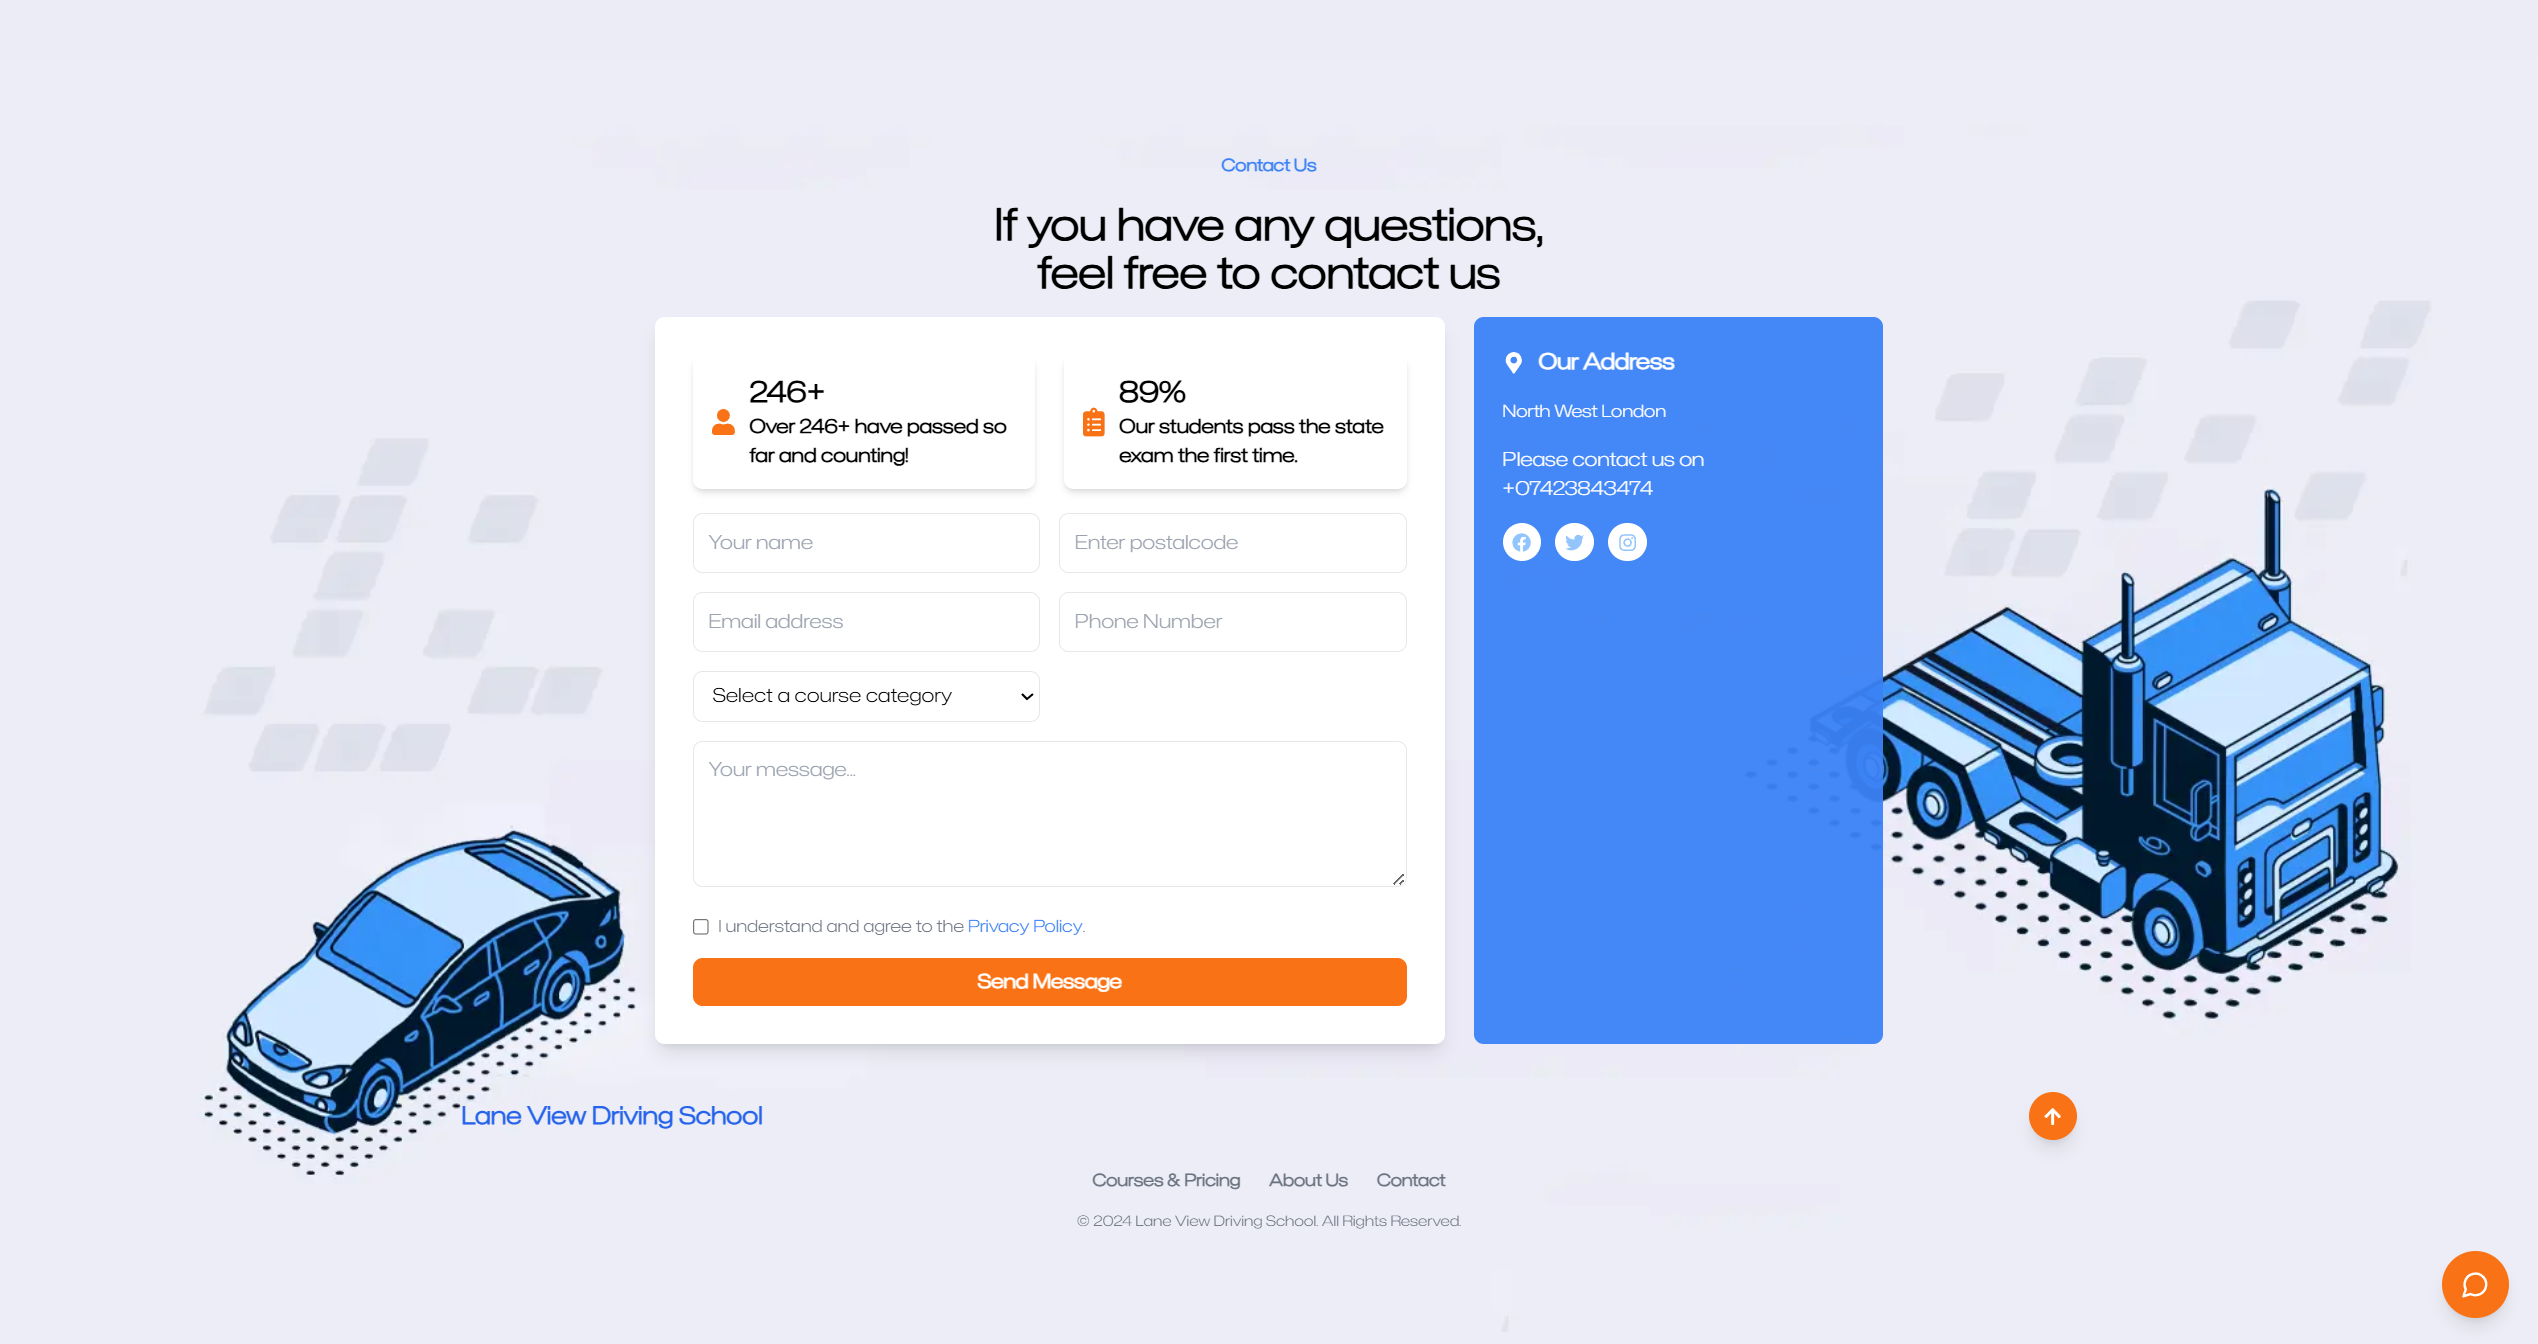 Contact Us
If you have any questions,
feel free to contact us
246+
Over 246+ have passed so
far and counting!
89%
Our students pass the state
exam the first time.
Your name
Enter postalcode
Email address
Phone Number
Select a course category
Your message...
I understand and agree to the Privacy Policy.
Send Message
Our Address
North West London
Please contact us on
+07423843474
Lane View Driving School
Courses & Pricing
About Us
Contact
© 2024 Lane View Driving School. All Rights Reserved.